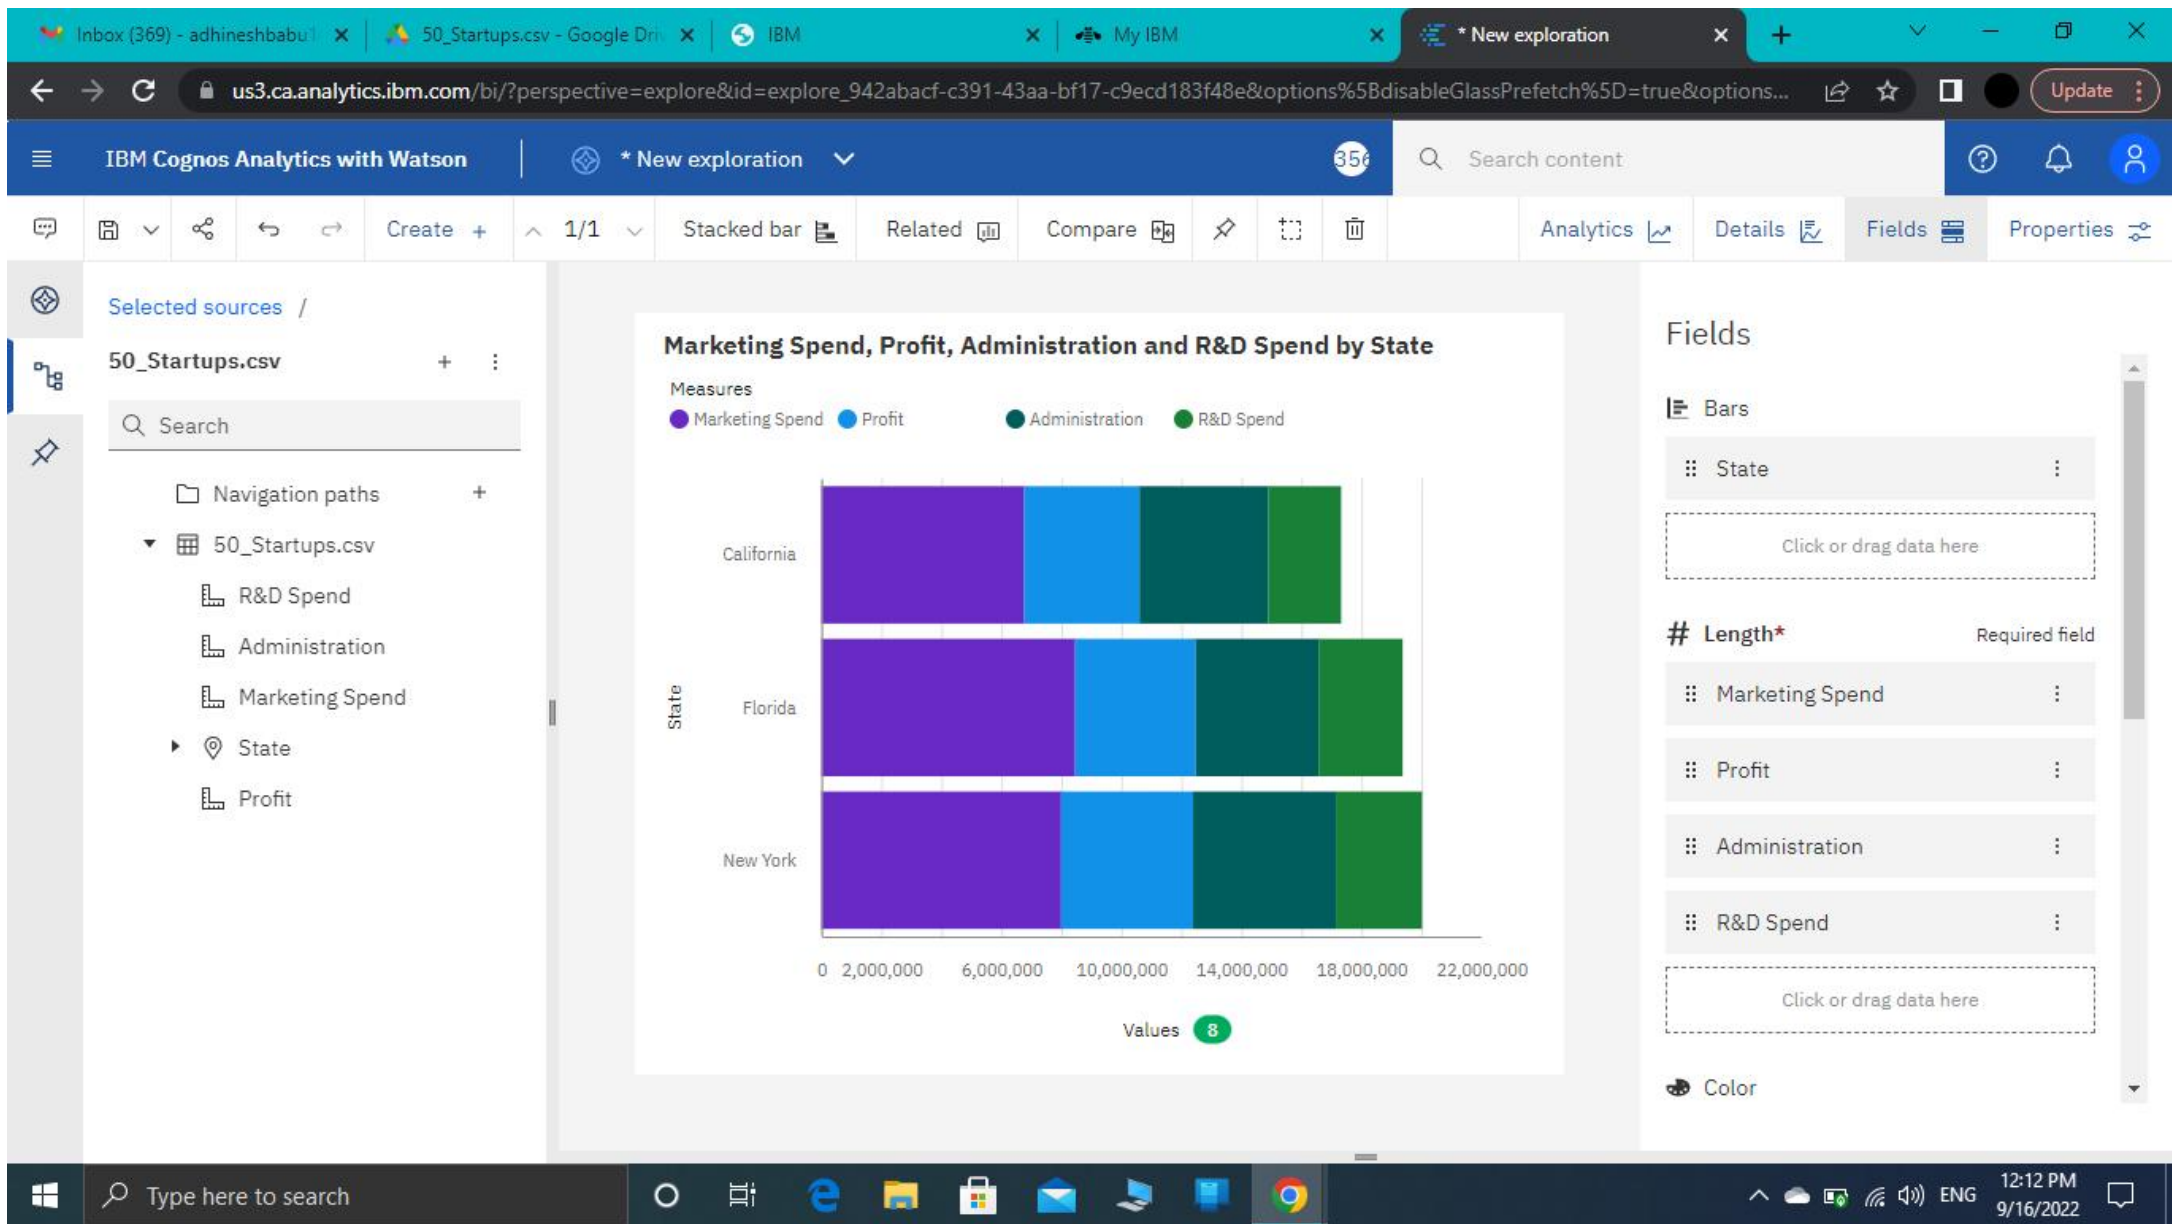 Inbox (369) - adhineshbabu1
50_Startups.csv - Google Driv
IBM
My IBM
* New exploration
us3.ca.analytics.ibm.com/bi/?perspective=explore&id=explore_942abacf-c391-43aa-bf17-c9ecd183f48e&options%5BdisableGlassPrefetch%5D=true&options...
Update
IBM Cognos Analytics with Watson
* New exploration
356
Search content
Create +
1/1
Stacked bar
Related
Compare
Analytics
Details
Fields
Properties
Selected sources /
50_Startups.csv
Search
Navigation paths
50_Startups.csv
R&D Spend
Administration
Marketing Spend
State
Profit
Marketing Spend, Profit, Administration and R&D Spend by State
Measures
Marketing Spend Profit Administration R&D Spend
State
California
Florida
New York
0 2,000,000 6,000,000 10,000,000 14,000,000 18,000,000 22,000,000
Values 8
Fields
Bars
State
Click or drag data here
# Length* Required field
Marketing Spend
Profit
Administration
R&D Spend
Click or drag data here
Color
Type here to search
ENG
12:12 PM
9/16/2022